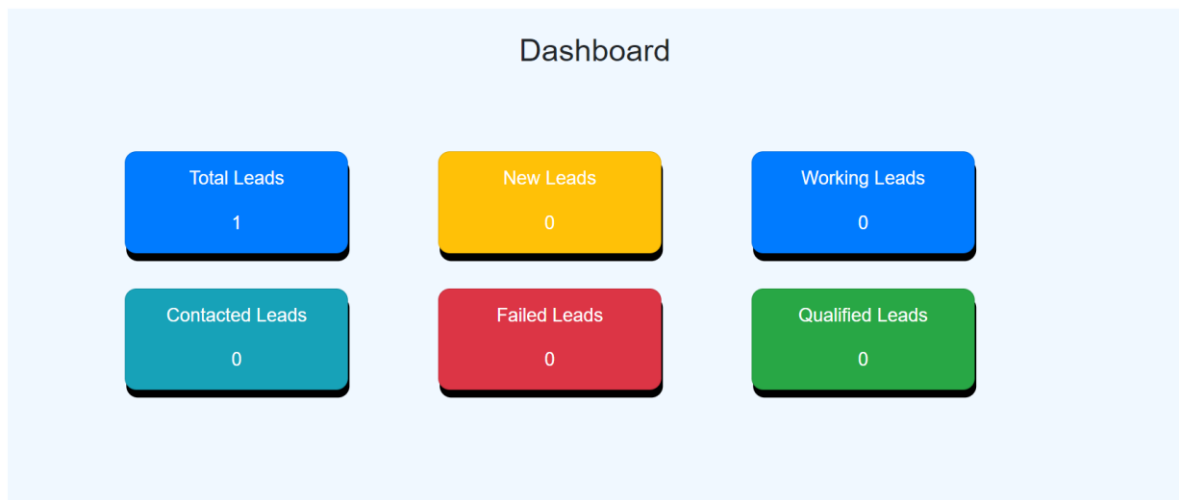 Dashboard
Total Leads
1
New Leads
0
Working Leads
0
Contacted Leads
0
Failed Leads
0
Qualified Leads
0